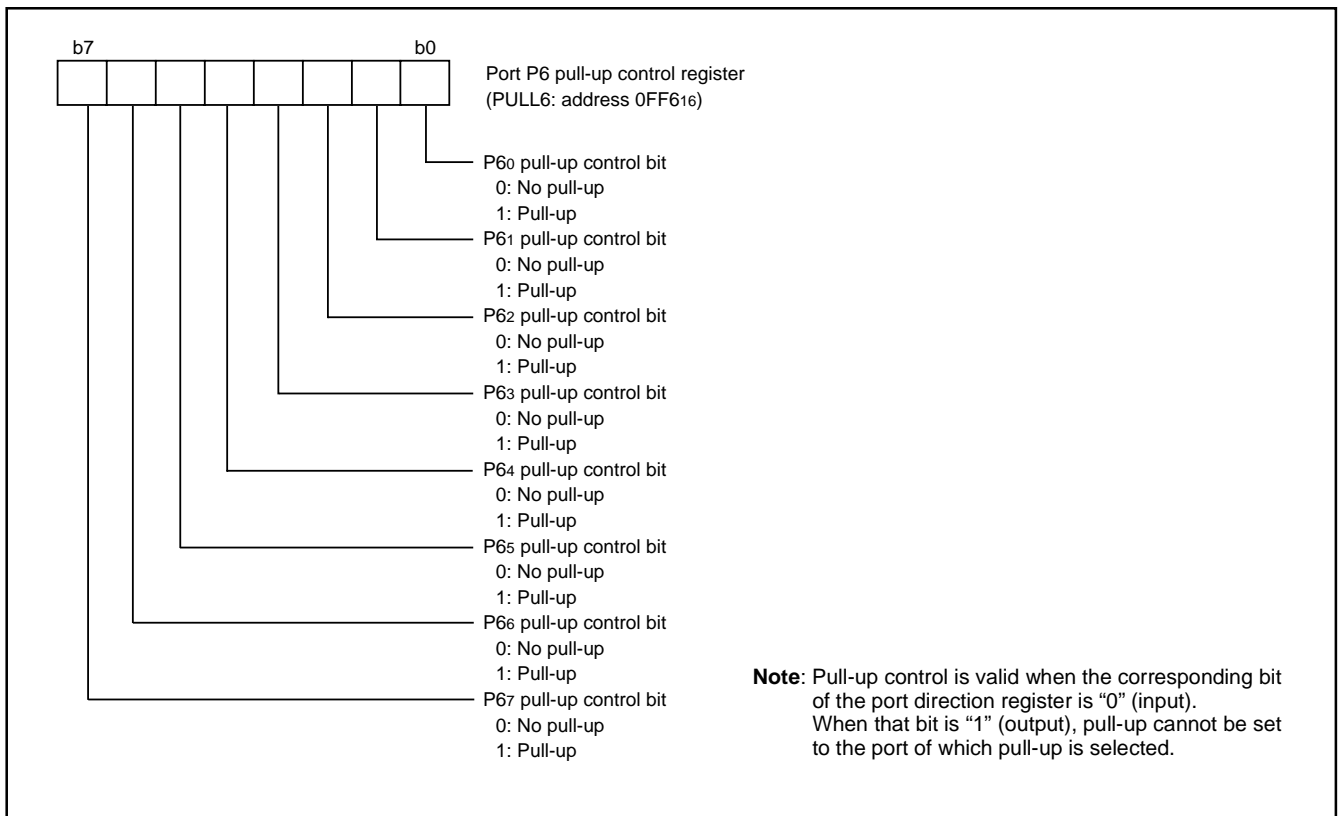 b7 b0
Port P6 pull-up control register
(PULL6: address 0FF616)
P60 pull-up control bit
0: No pull-up
1: Pull-up
P61 pull-up control bit
0: No pull-up
1: Pull-up
P62 pull-up control bit
0: No pull-up
1: Pull-up
P63 pull-up control bit
0: No pull-up
1: Pull-up
P64 pull-up control bit
0: No pull-up
1: Pull-up
P65 pull-up control bit
0: No pull-up
1: Pull-up
P66 pull-up control bit
0: No pull-up
1: Pull-up
P67 pull-up control bit
0: No pull-up
1: Pull-up
Note: Pull-up control is valid when the corresponding bit
of the port direction register is “0” (input).
When that bit is “1” (output), pull-up cannot be set
to the port of which pull-up is selected.